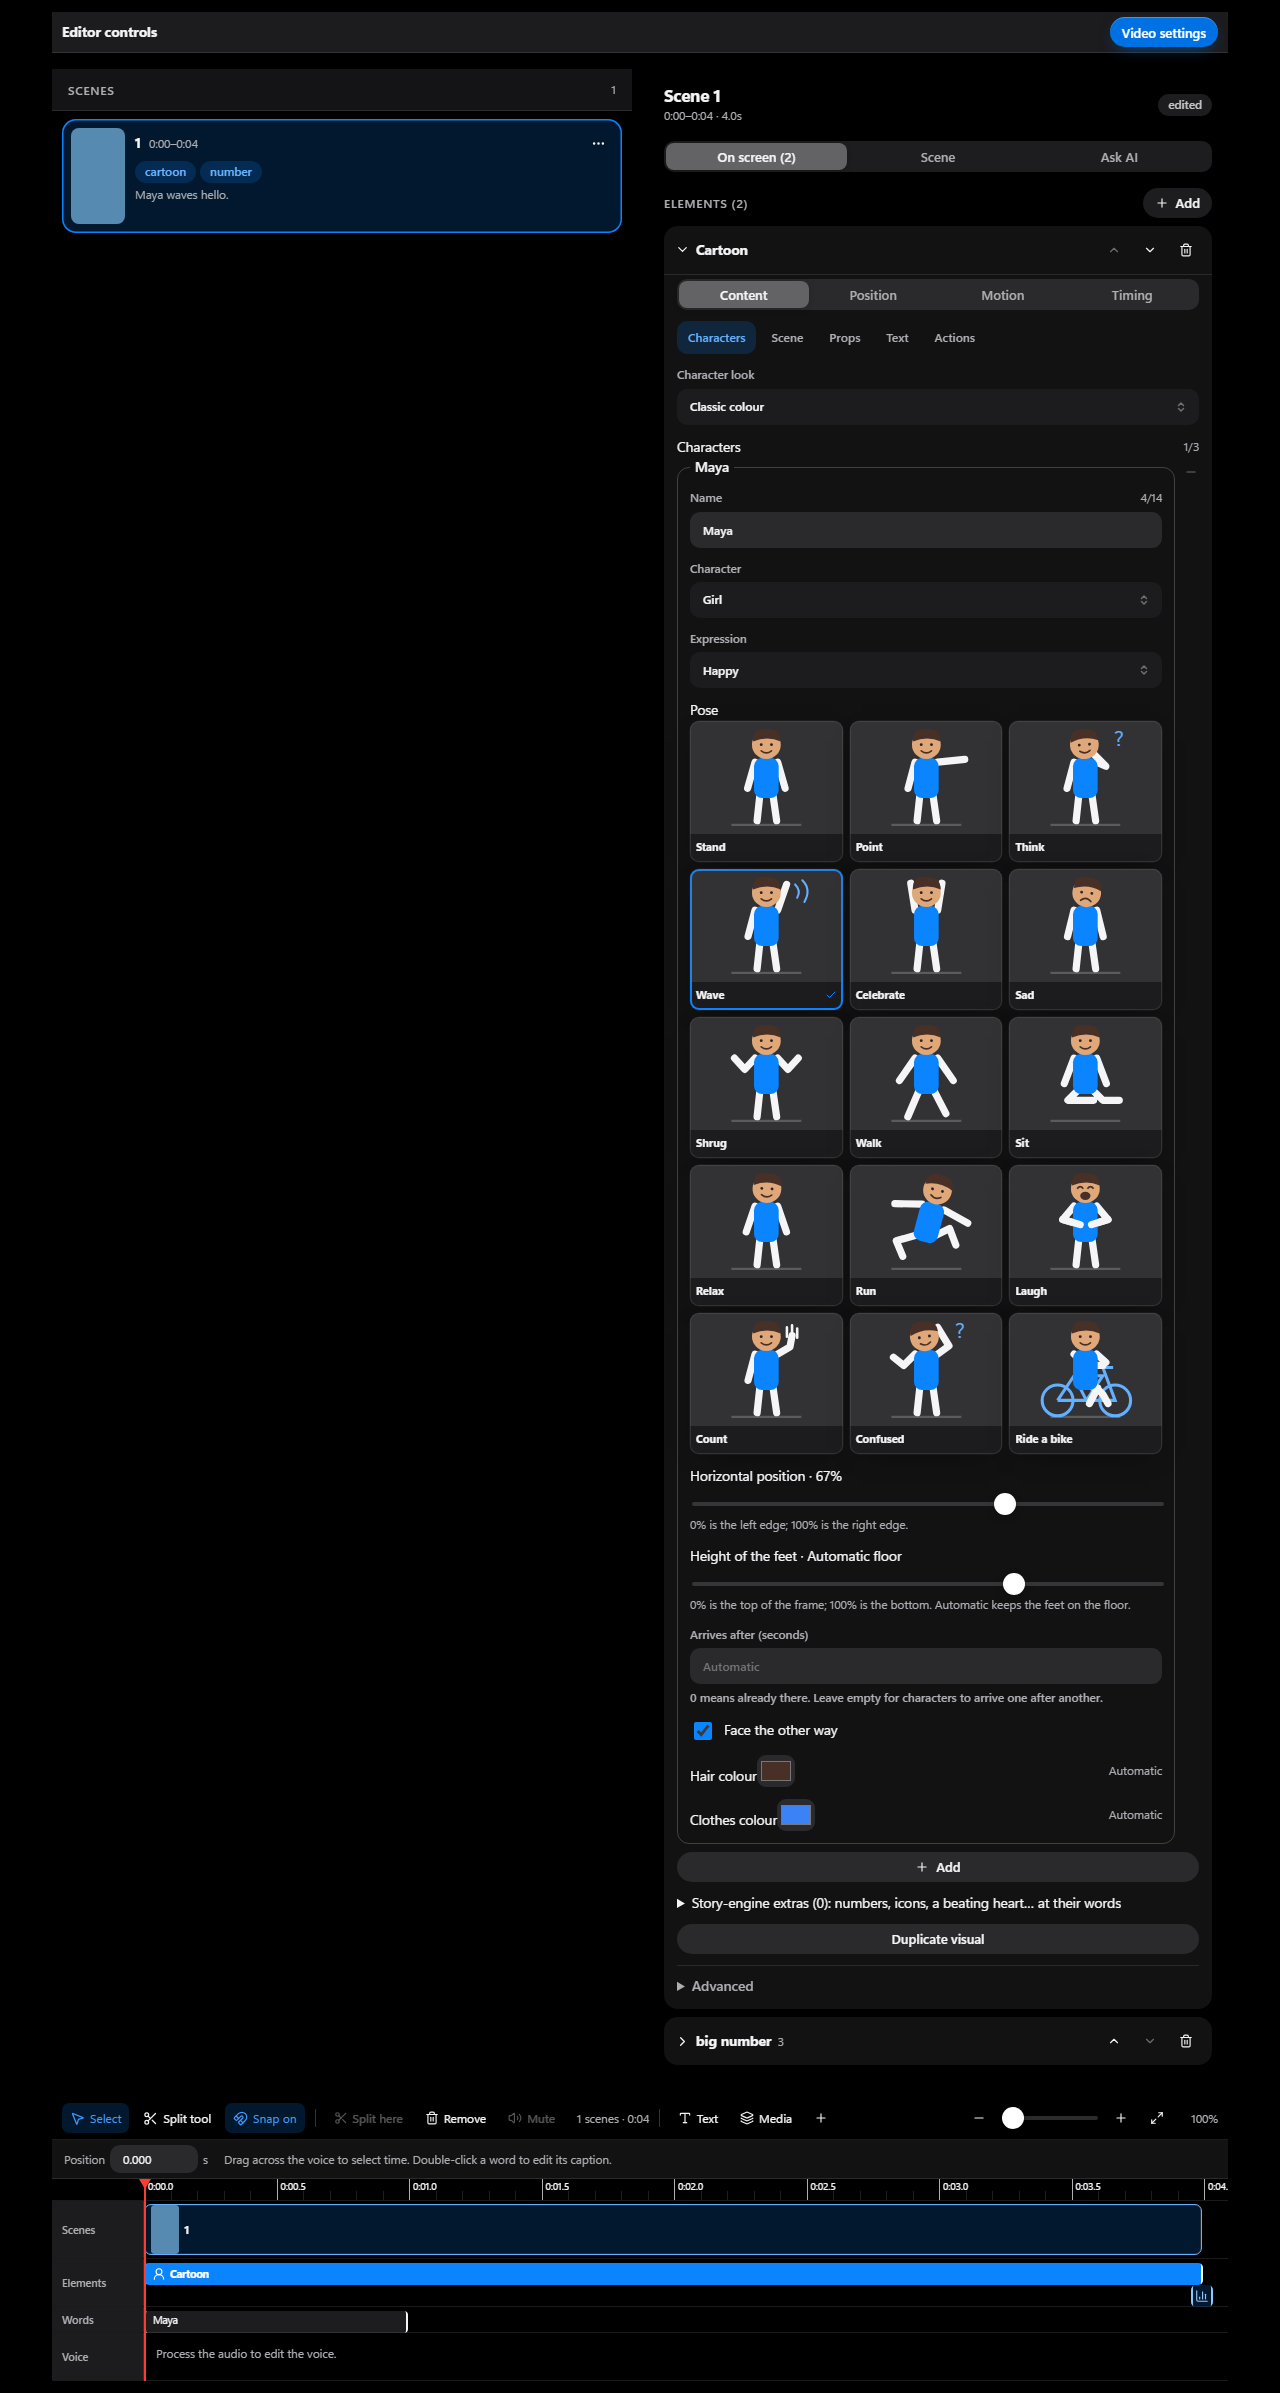 Editor controls
Video settings
SCENES
1
1 0:00–0:04
cartoon number
Maya waves hello.
Scene 1
0:00–0:04 · 4.0s
edited
On screen (2) Scene Ask AI
ELEMENTS (2)
Add
Cartoon
Content Position Motion Timing
Characters Scene Props Text Actions
Character look
Classic colour
Characters 1/3
Maya
Name 4/14
Maya
Character
Girl
Expression
Happy
Pose
?
Stand Point Think
Wave Celebrate Sad
Shrug Walk Sit
Relax Run Laugh
?
Count Confused Ride a bike
Horizontal position · 67%
0% is the left edge; 100% is the right edge.
Height of the feet · Automatic floor
0% is the top of the frame; 100% is the bottom. Automatic keeps the feet on the floor.
Arrives after (seconds)
Automatic
0 means already there. Leave empty for characters to arrive one after another.
Face the other way
Hair colour Automatic
Clothes colour Automatic
Add
Story-engine extras (0): numbers, icons, a beating heart… at their words
Duplicate visual
Advanced
big number 3
Select Split tool Snap on Split here Remove Mute 1 scenes · 0:04 Text Media 100%
Position 0.000 s Drag across the voice to select time. Double-click a word to edit its caption.
0:00.0 0:00.5 0:01.0 0:01.5 0:02.0 0:02.5 0:03.0 0:03.5 0:04.
Scenes 1
Elements Cartoon
Words Maya
Voice Process the audio to edit the voice.